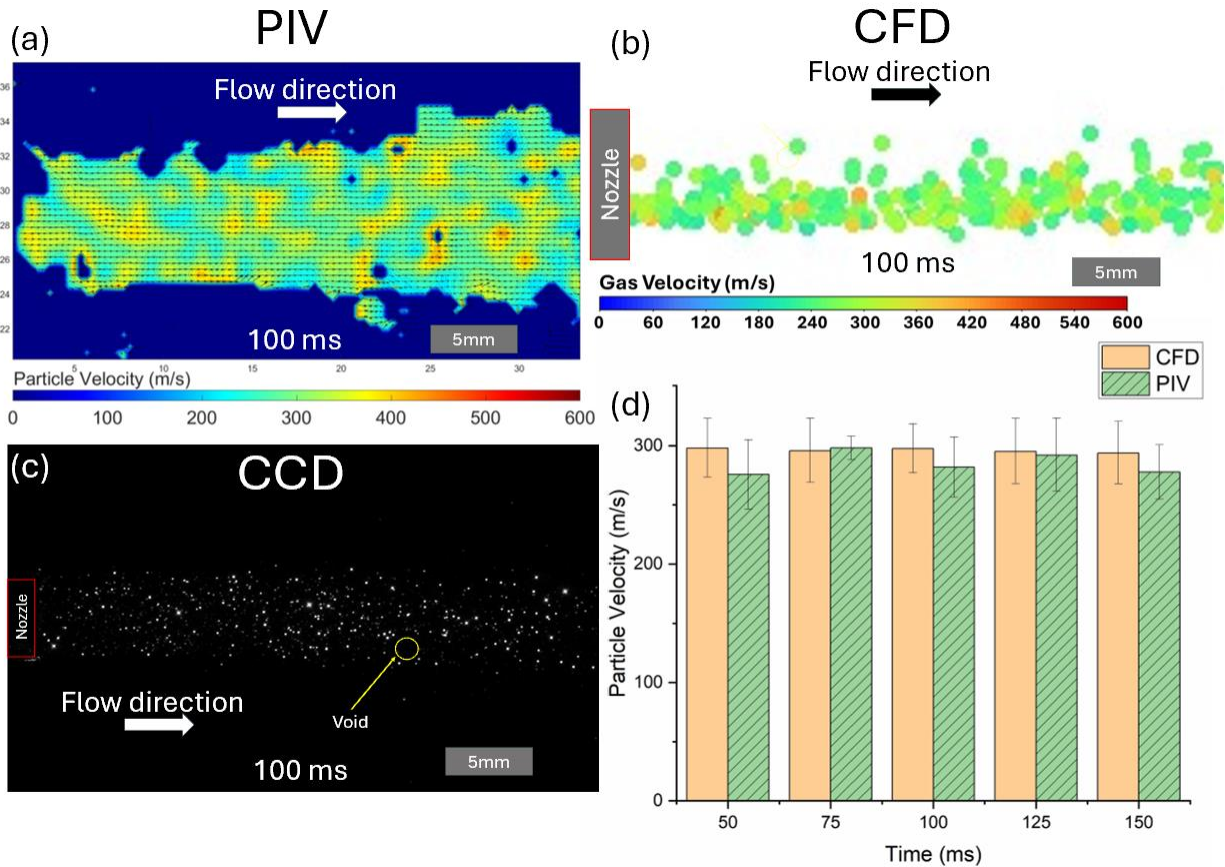 (a)
PIV
Flow direction
36
34
32
30
28
26
24
22
100 ms
5mm
5
10
15
20
25
30
Particle Velocity (m/s)
0 100 200 300 400 500 600
(b)
CFD
Flow direction
Nozzle
100 ms
5mm
Gas Velocity (m/s)
0 60 120 180 240 300 360 420 480 540 600
(c)
CCD
Nozzle
Flow direction
Void
100 ms
5mm
(d)
CFD
PIV
Particle Velocity (m/s)
300
200
100
0
50 75 100 125 150
Time (ms)